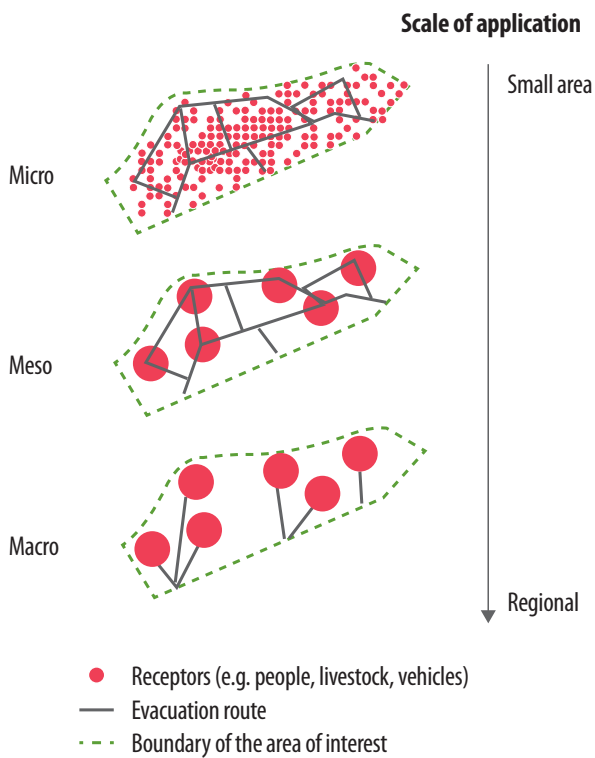 Scale of application
Small area
Micro
Meso
Macro
Regional
Receptors (e.g. people, livestock, vehicles)
Evacuation route
Boundary of the area of interest